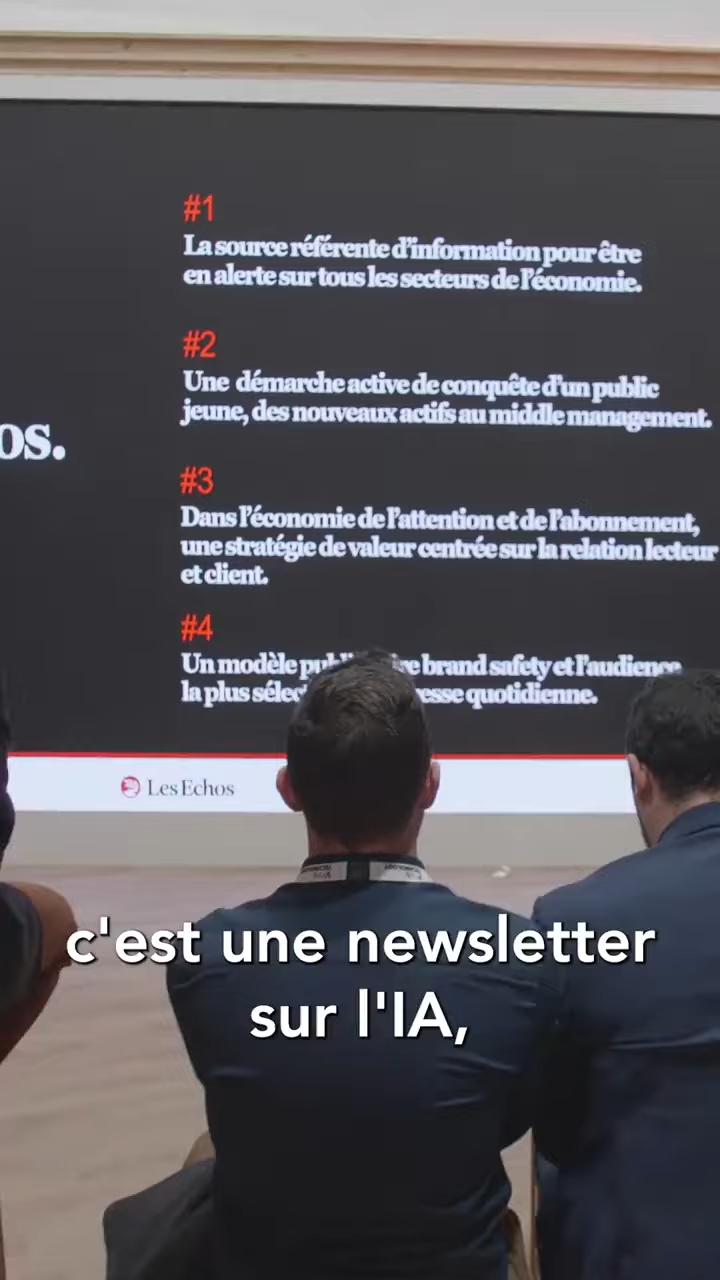 #1
La source référente d'information pour être
en alerte sur tous les secteurs de l'économie.
#2
Une démarche active de conquête d'un public
jeune, des nouveaux actifs au middle management.
os.
#3
Dans l'économie de l'attention et de l'abonnement,
une stratégie de valeur centrée sur la relation lecteur
et client.
#4
Un modèle brand safety et l'audience
la plus quotidienne.
Les Echos
c'est une newsletter
sur l'IA,